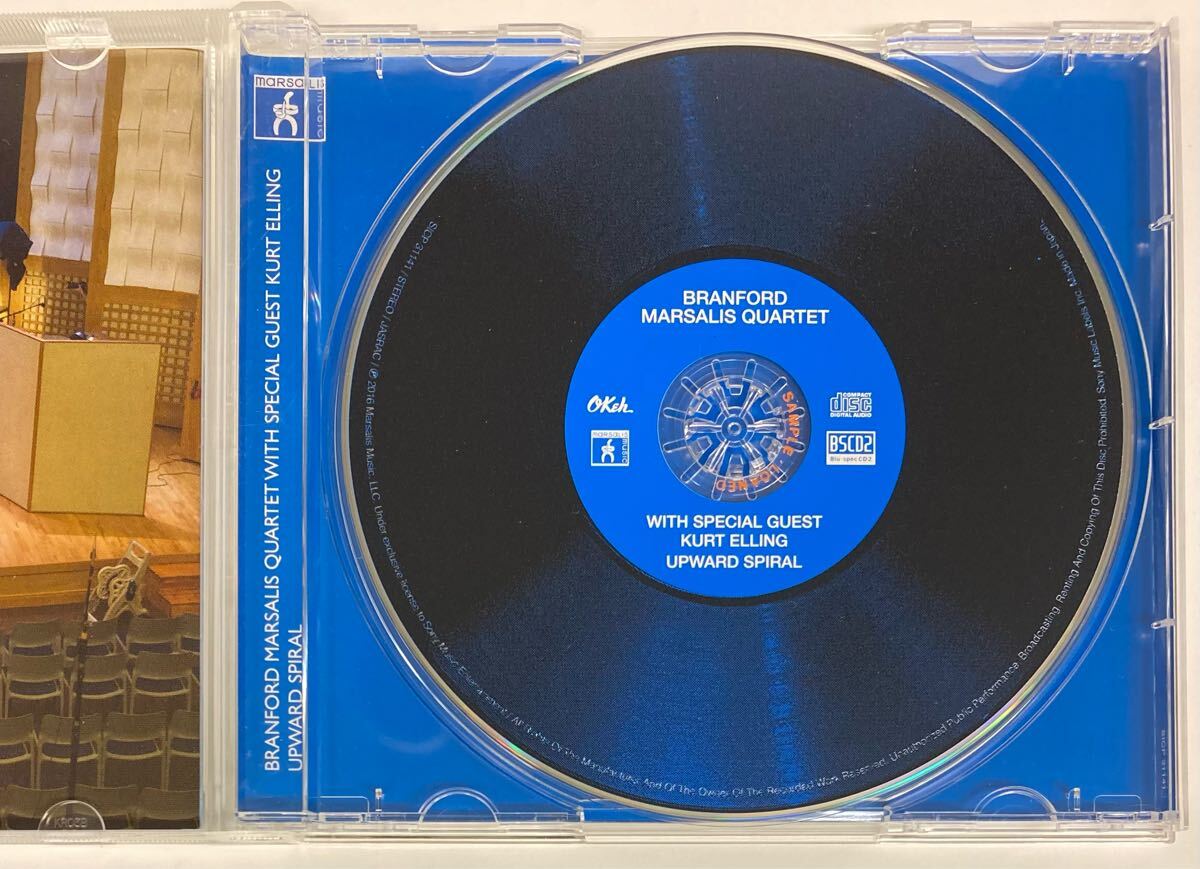 marsalis
music
BRANFORD MARSALIS QUARTET WITH SPECIAL GUEST KURT ELLING
UPWARD SPIRAL
BRANFORD
MARSALIS QUARTET
OKeh
marsalis
music
COMPACT
disc
DIGITAL AUDIO
BSCD2
Blu-spec CD2
SAMPLE LOANED
WITH SPECIAL GUEST
KURT ELLING
UPWARD SPIRAL
SICP 31141 / STEREO / JASRAC / ℗ 2016 Marsalis Music, LLC. Under exclusive license to Sony Music Entertainment / All Rights Of The Manufacturer And Of The Owner Of The Recorded Work Reserved. Unauthorized Public Performance. Broadcasting. Renting And Copying Of This Disc Prohibited. Sony Music Labels Inc. Made in Japan
SICP 31141